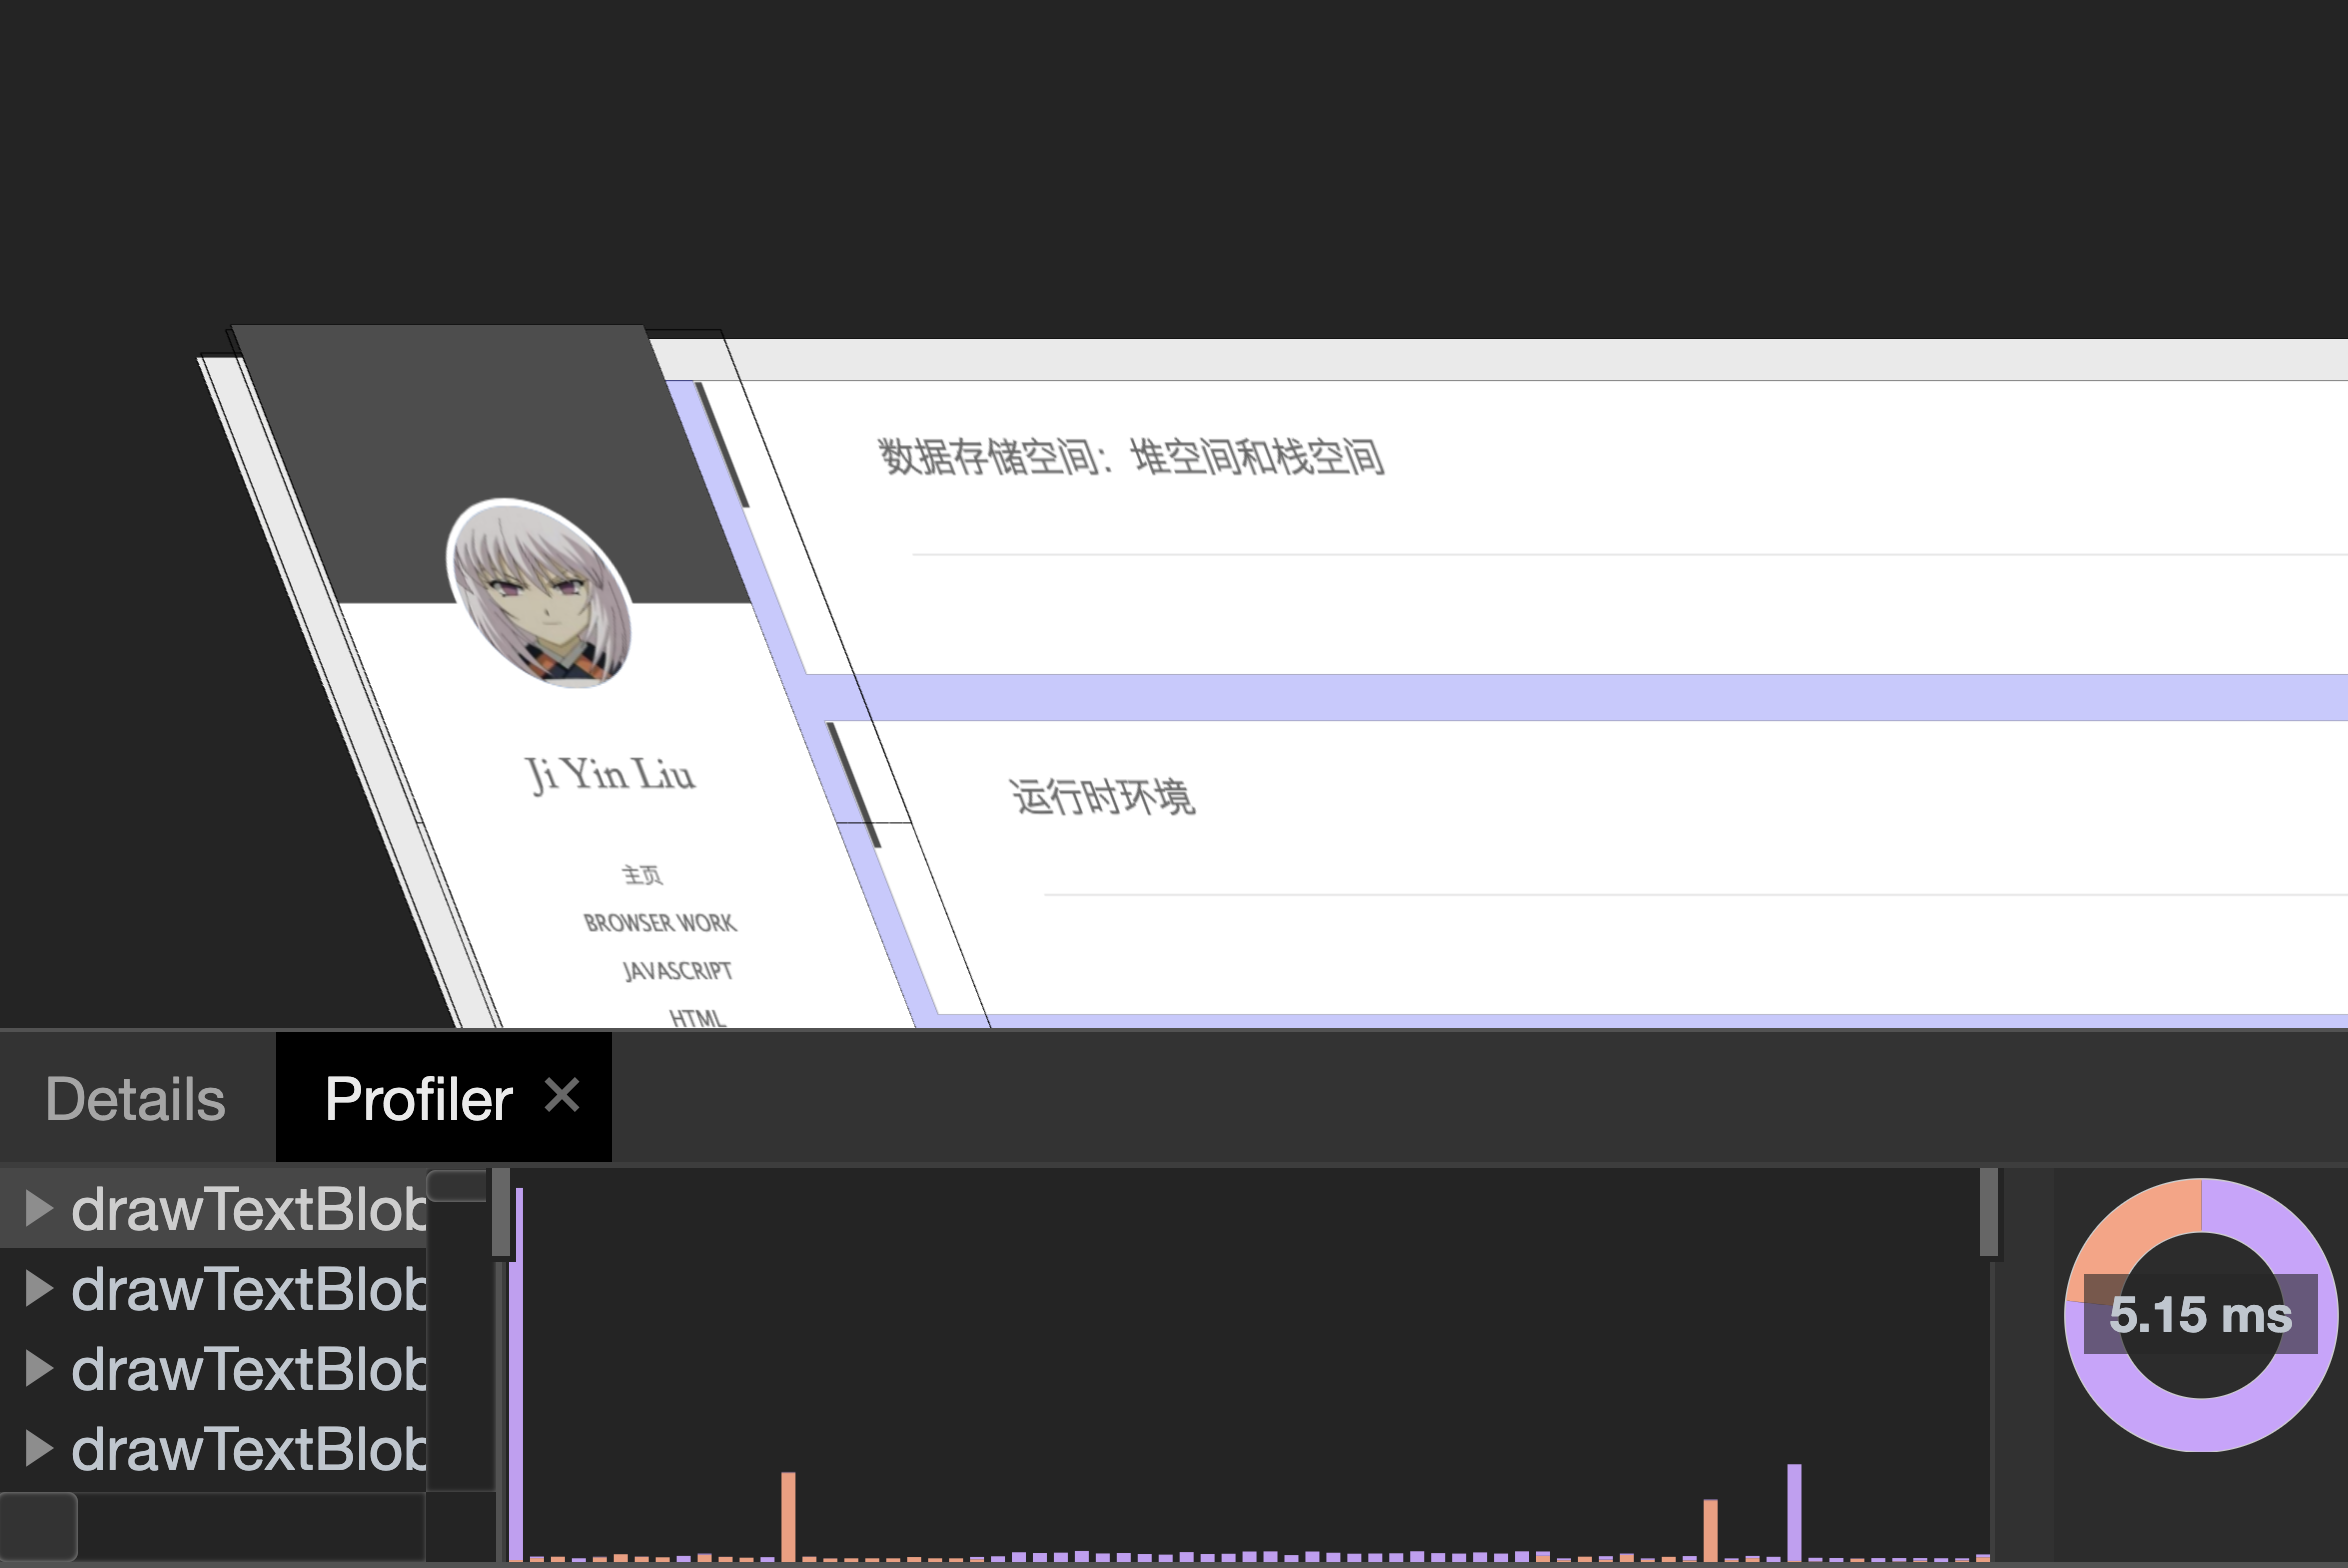 数据存储空间：堆空间和栈空间
Ji Yin Liu
运行时环境
主页
BROWSER WORK
JAVASCRIPT
HTML
Details
Profiler ×
drawTextBlob
drawTextBlob
drawTextBlob
drawTextBlob
5.15 ms